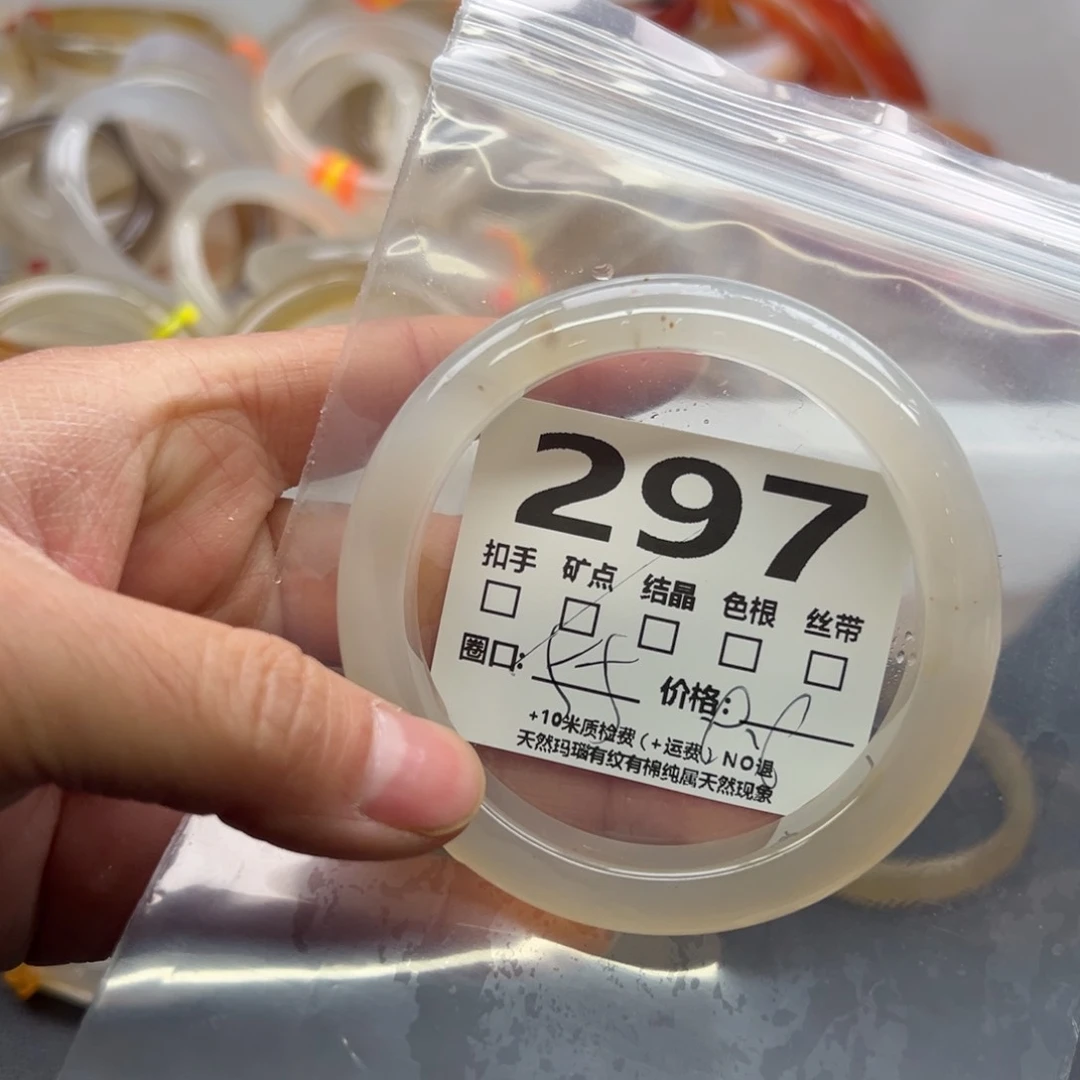 297
扣手 矿点 结晶 色根 丝带
圈口: 价格:
+10米质检费(+运费)NO退
天然玛瑙有纹有棉纯属天然现象